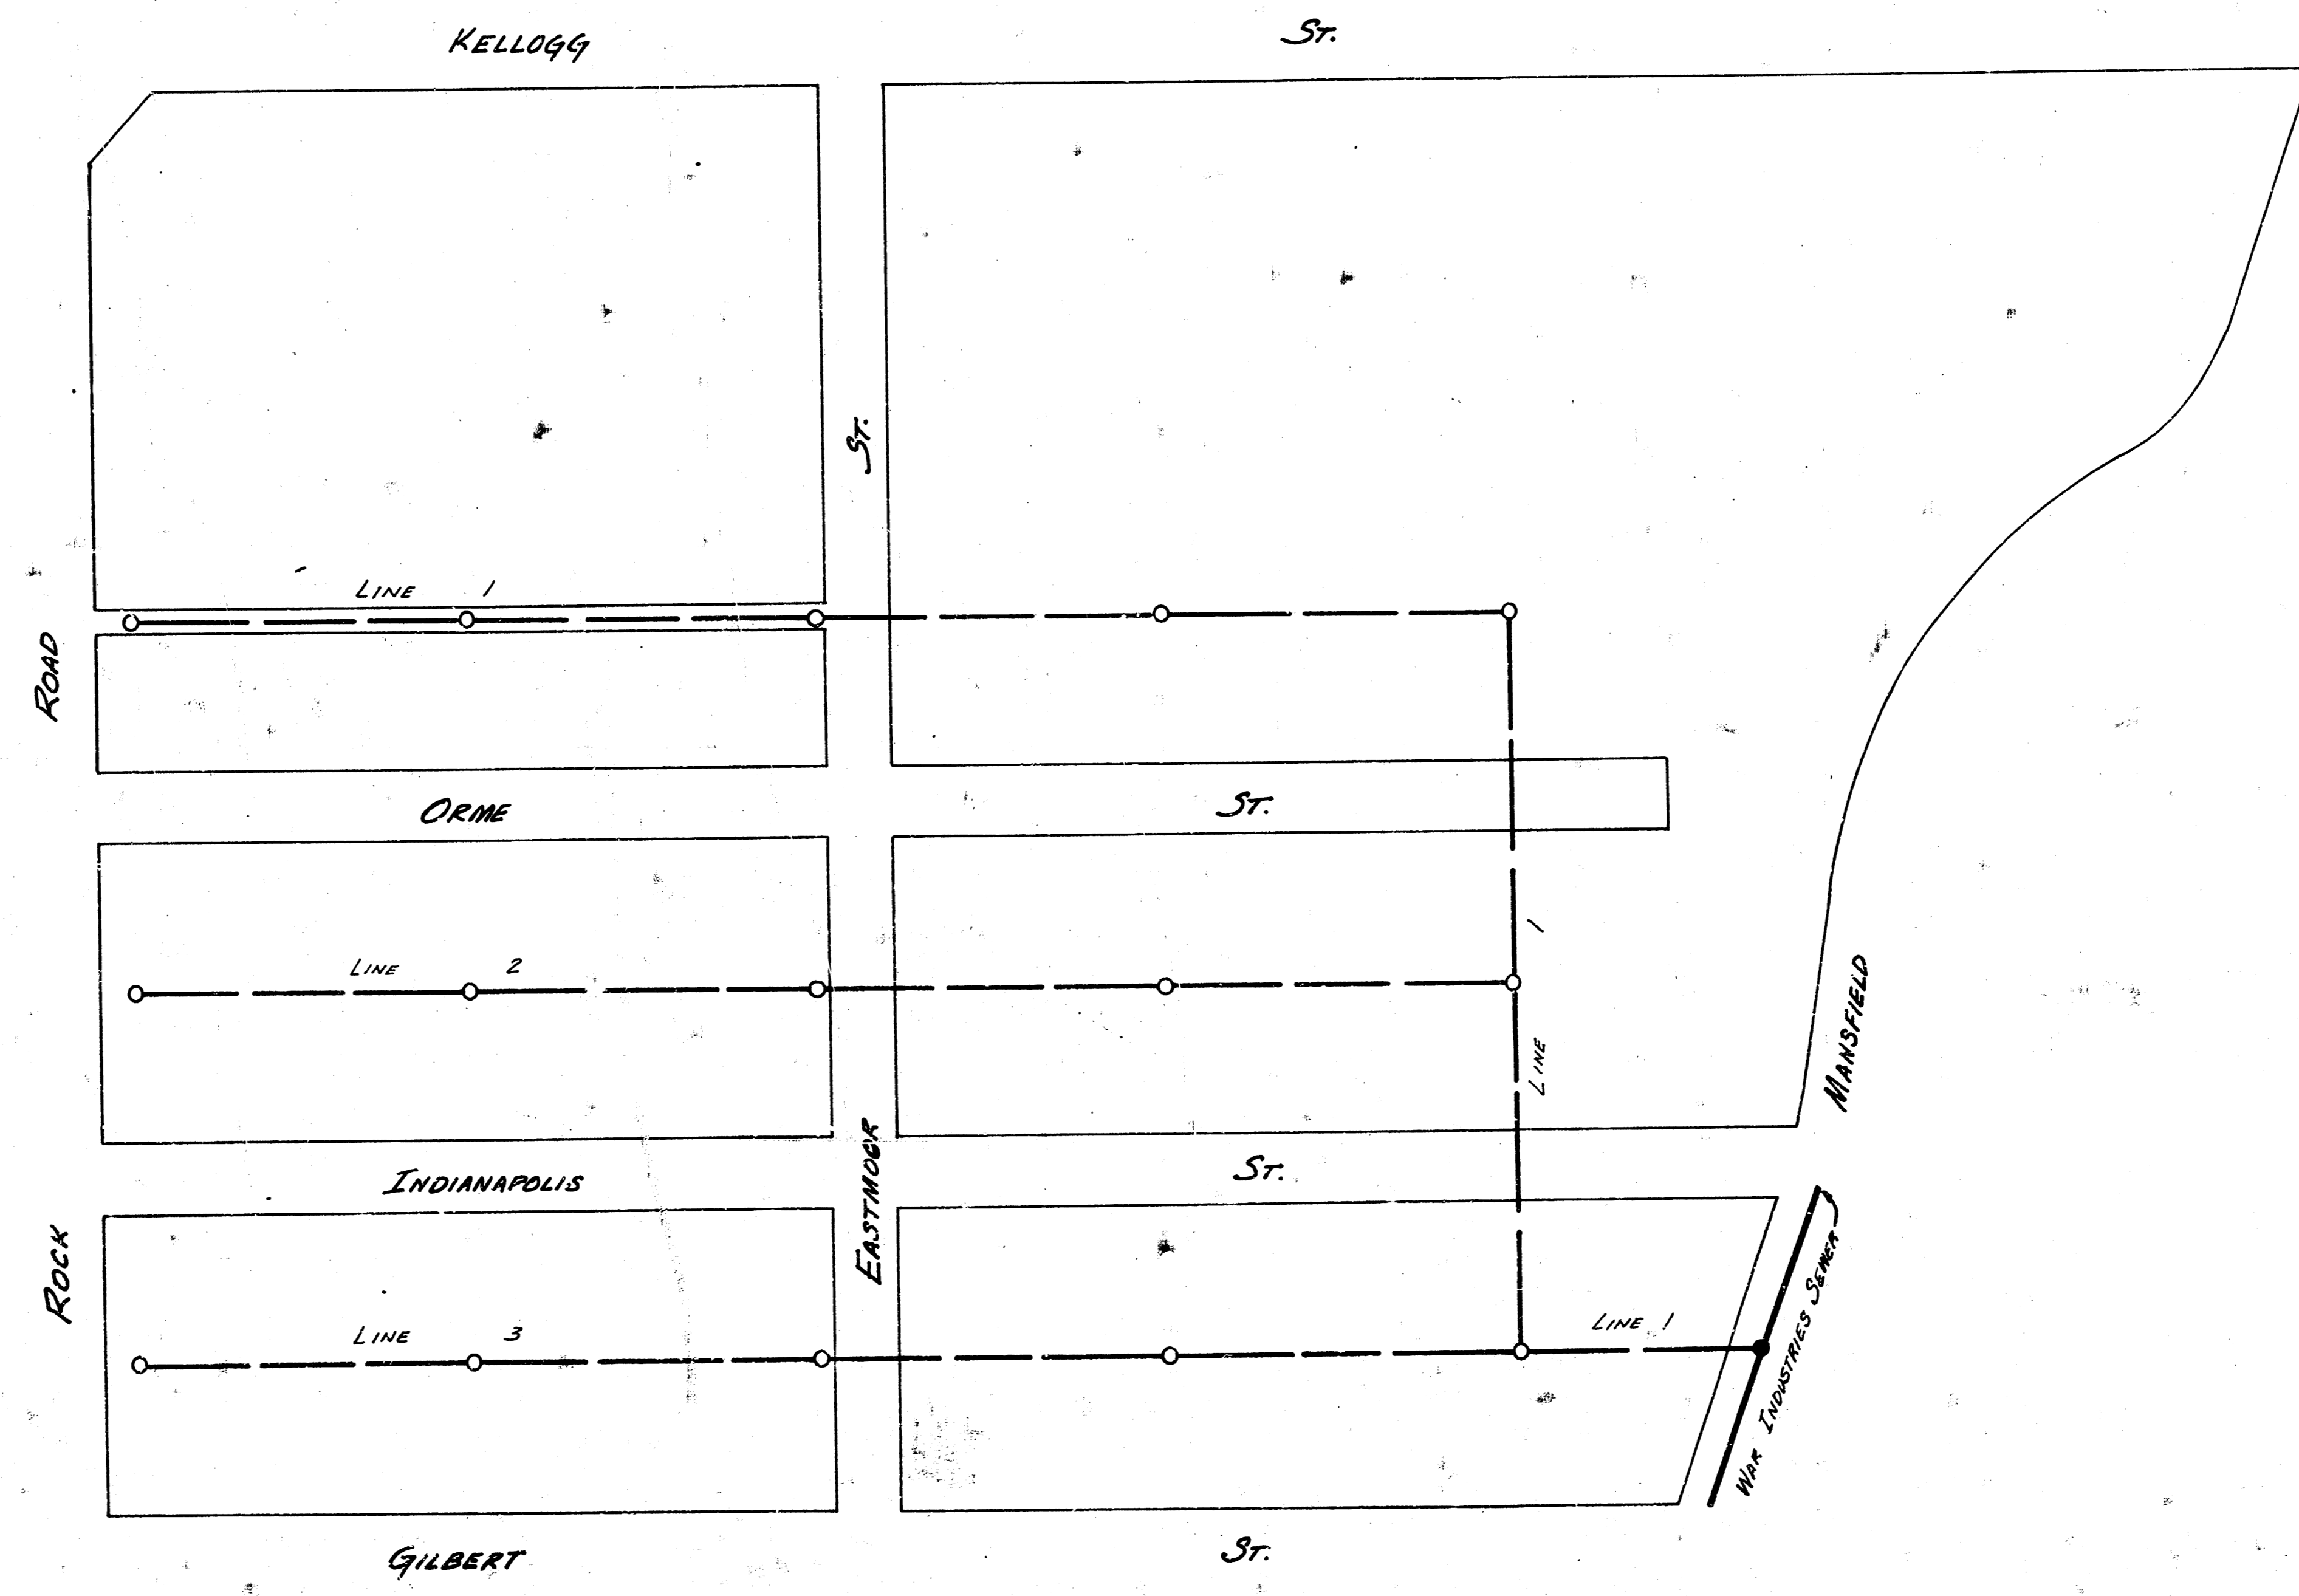 KELLOGG ST.
ST.
LINE 1
ROAD
ORME ST.
LINE 1
LINE 2
MANSFIELD
INDIANAPOLIS ST.
EASTMOOR
ROCK
LINE 3
LINE 1
WAR INDUSTRIES SEWER
GILBERT ST.